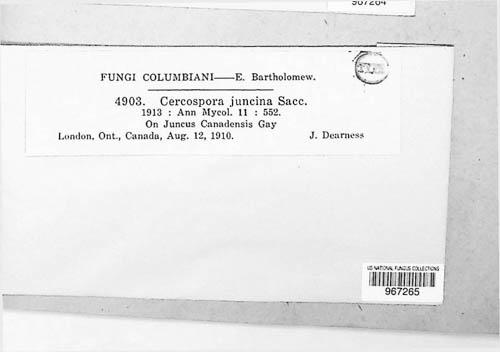 FUNGI COLUMBIANI—E. Bartholomew.
4903. Cercospora juncina Sacc.
1913 : Ann Mycol. 11 : 552.
On Juncus Canadensis Gay
London, Ont., Canada, Aug. 12, 1910. J. Dearness
US NATIONAL FUNGUS COLLECTIONS
967265